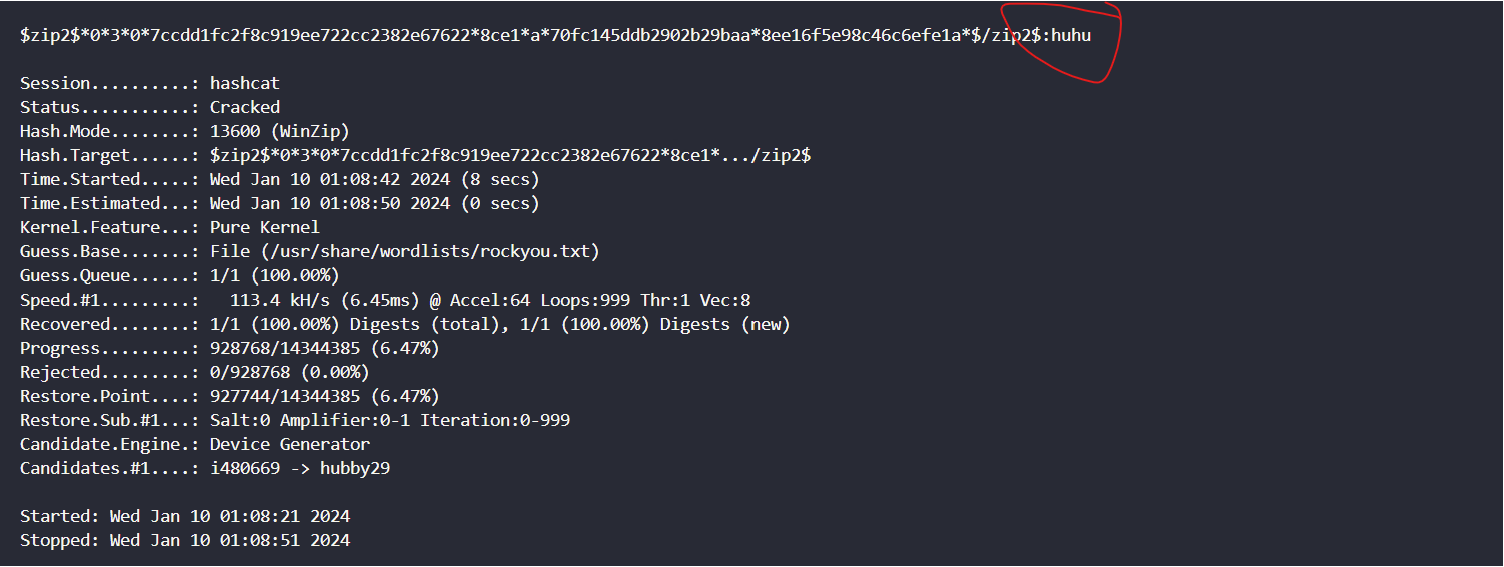 $zip2$*0*3*0*7ccdd1fc2f8c919ee722cc2382e67622*8ce1*a*70fc145ddb2902b29baa*8ee16f5e98c46c6efe1a*$/zip2$:huhu
Session..........: hashcat
Status...........: Cracked
Hash.Mode........: 13600 (WinZip)
Hash.Target......: $zip2$*0*3*0*7ccdd1fc2f8c919ee722cc2382e67622*8ce1*.../zip2$
Time.Started.....: Wed Jan 10 01:08:42 2024 (8 secs)
Time.Estimated...: Wed Jan 10 01:08:50 2024 (0 secs)
Kernel.Feature...: Pure Kernel
Guess.Base.......: File (/usr/share/wordlists/rockyou.txt)
Guess.Queue......: 1/1 (100.00%)
Speed.#1.........:   113.4 kH/s (6.45ms) @ Accel:64 Loops:999 Thr:1 Vec:8
Recovered........: 1/1 (100.00%) Digests (total), 1/1 (100.00%) Digests (new)
Progress.........: 928768/14344385 (6.47%)
Rejected.........: 0/928768 (0.00%)
Restore.Point....: 927744/14344385 (6.47%)
Restore.Sub.#1...: Salt:0 Amplifier:0-1 Iteration:0-999
Candidate.Engine.: Device Generator
Candidates.#1....: i480669 -> hubby29
Started: Wed Jan 10 01:08:21 2024
Stopped: Wed Jan 10 01:08:51 2024